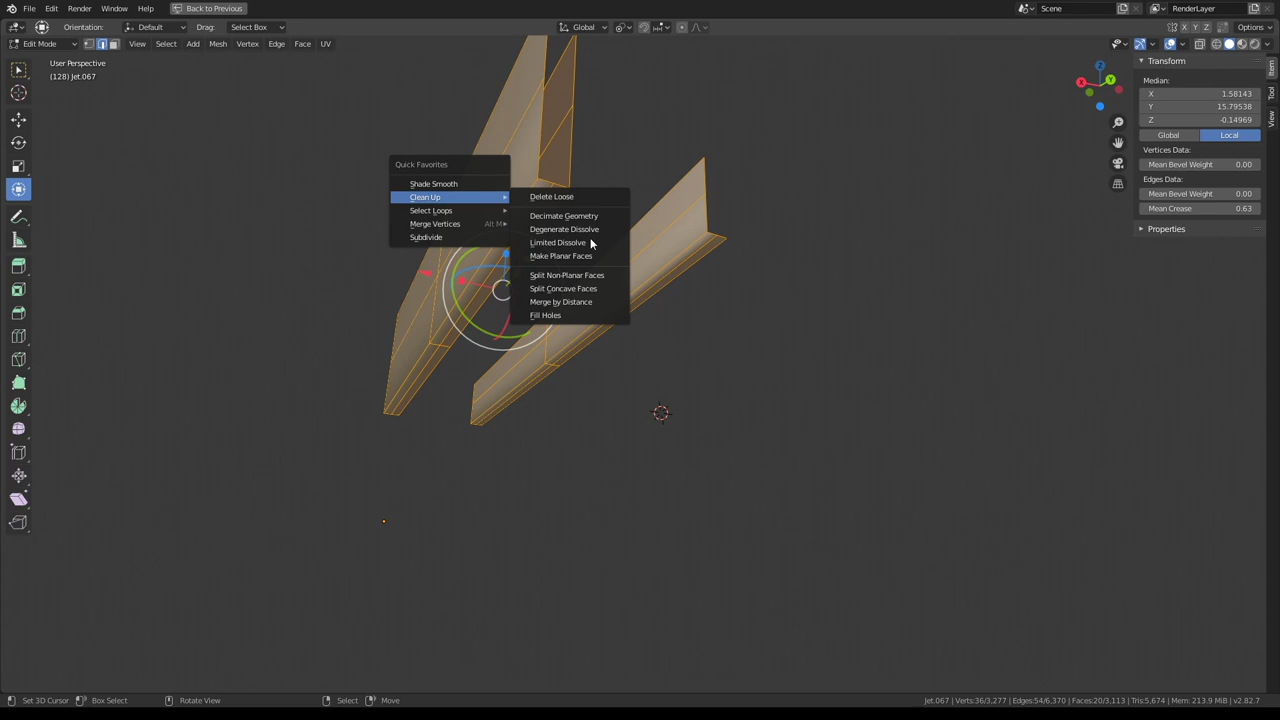 File Edit Render Window Help Back to Previous Scene RenderLayer
Orientation: Default Drag: Select Box Global X Y Z Options
Edit Mode View Select Add Mesh Vertex Edge Face UV
User Perspective
(128) Jet.067
Transform
Median:
X 1.58143
Y 15.79538
Z -0.14969
Global Local
Vertices Data:
Mean Bevel Weight 0.00
Edges Data:
Mean Bevel Weight 0.00
Mean Crease 0.63
Properties
Item
Tool
View
Z
X
Y
Quick Favorites
Shade Smooth
Clean Up
Select Loops
Merge Vertices Alt M
Subdivide
Delete Loose
Decimate Geometry
Degenerate Dissolve
Limited Dissolve
Make Planar Faces
Split Non-Planar Faces
Split Concave Faces
Merge by Distance
Fill Holes
Set 3D Cursor Box Select Rotate View Select Move Jet.067 | Verts:36/3,277 | Edges:54/6,370 | Faces:20/3,113 | Tris:5,674 | Mem: 213.9 MiB | v2.82.7